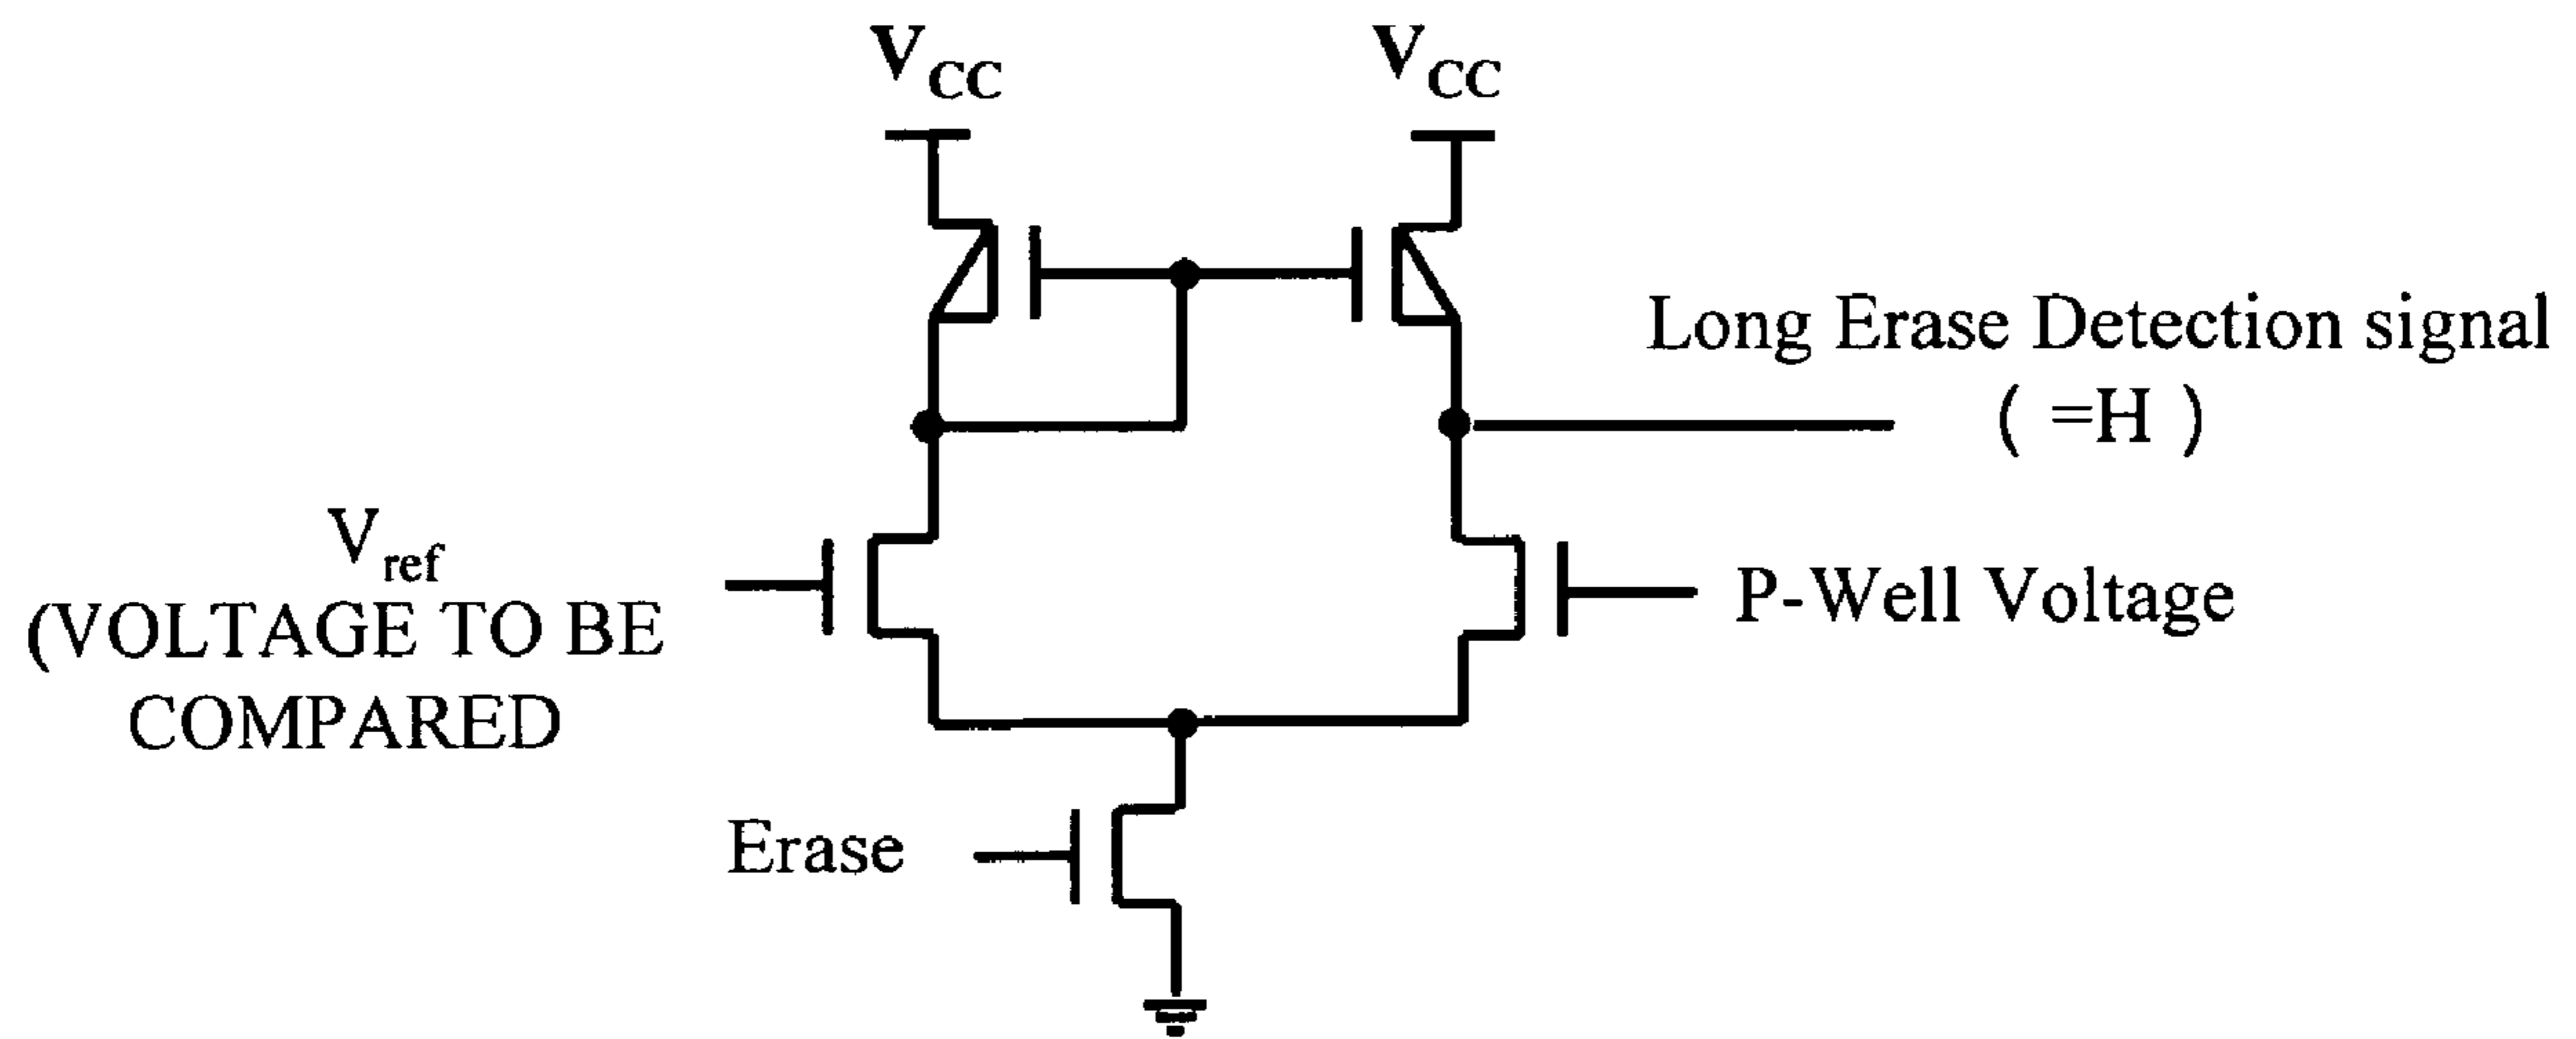 VCC
VCC
Long Erase Detection signal
( =H )
Vref
(VOLTAGE TO BE
COMPARED
P-Well Voltage
Erase